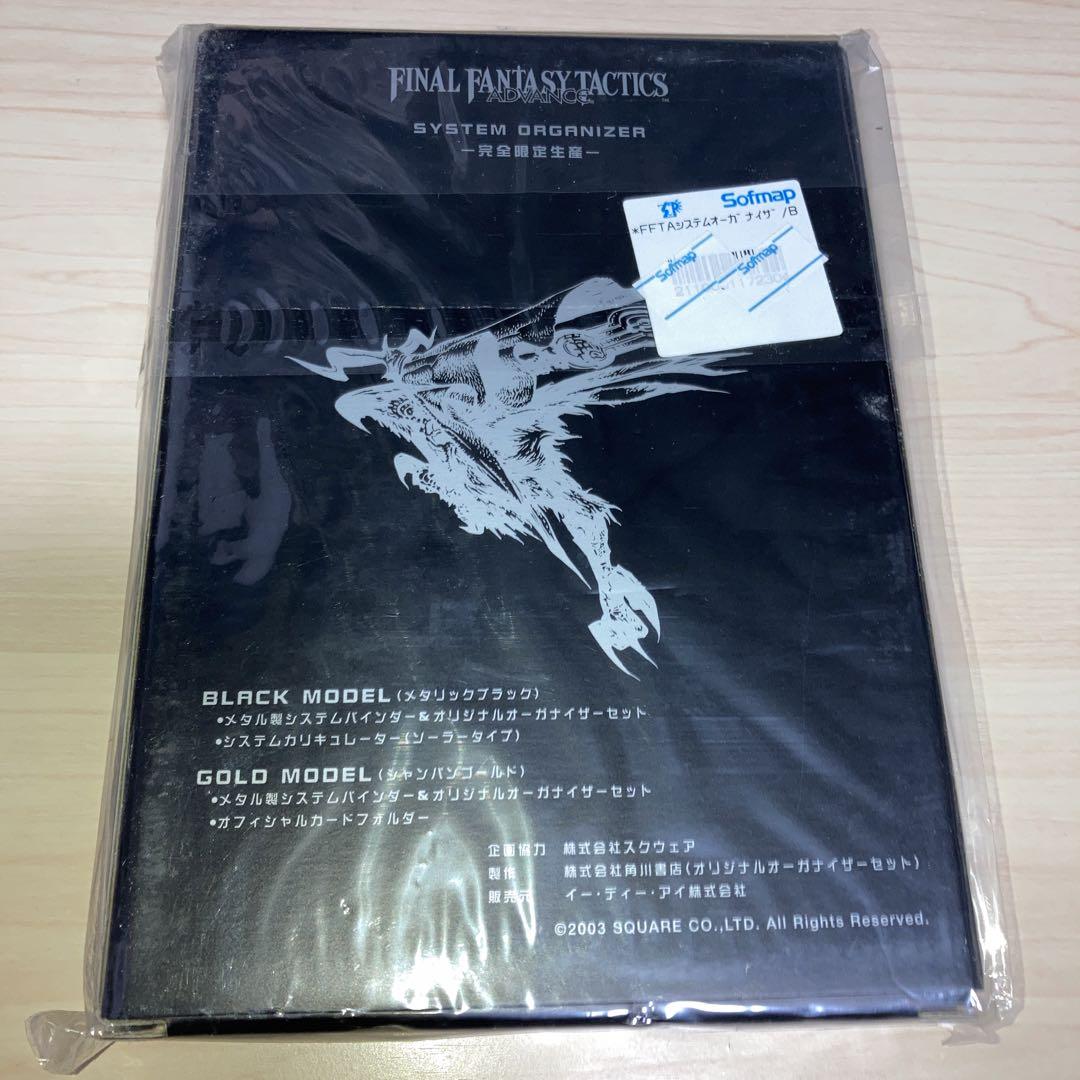 FINAL FANTASY TACTICS
ADVANCE
SYSTEM ORGANIZER
－完全限定生産－
Sofmap
*FFTAシステムオーガナイザ /B
Sofmap
Sofmap
BLACK MODEL (メタリックブラック)
•メタル製システムバインダー&オリジナルオーガナイザーセット
•システムカリキュレーター(ソーラータイプ)
GOLD MODEL (シャンパンゴールド)
•メタル製システムバインダー&オリジナルオーガナイザーセット
•オフィシャルカードフォルダー
企画協力 株式会社スクウェア
製作 株式会社角川書店(オリジナルオーガナイザーセット)
販売元 イー・ディー・アイ株式会社
©2003 SQUARE CO.,LTD. All Rights Reserved.